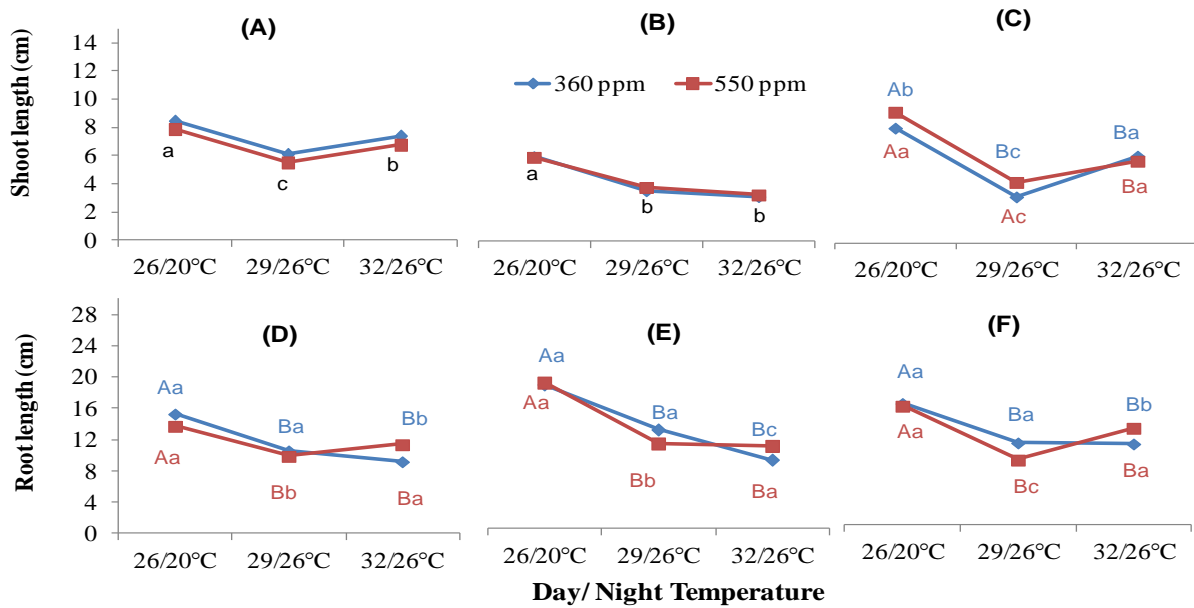 (A)
(B)
(C)
Shoot length (cm)
14
12
10
8
6
4
2
0
360 ppm
550 ppm
a
c
b
a
b
b
Ab
Bc
Ba
Aa
Ac
Ba
26/20°C
29/26°C
32/26°C
26/20°C
29/26°C
32/26°C
26/20°C
29/26°C
32/26°C
(D)
(E)
(F)
Root length (cm)
28
24
20
16
12
8
4
0
Aa
Ba
Bb
Aa
Bb
Ba
Aa
Ba
Bc
Aa
Bb
Ba
Aa
Ba
Bb
Aa
Bc
Ba
26/20°C
29/26°C
32/26°C
26/20°C
29/26°C
32/26°C
26/20°C
29/26°C
32/26°C
Day/ Night Temperature